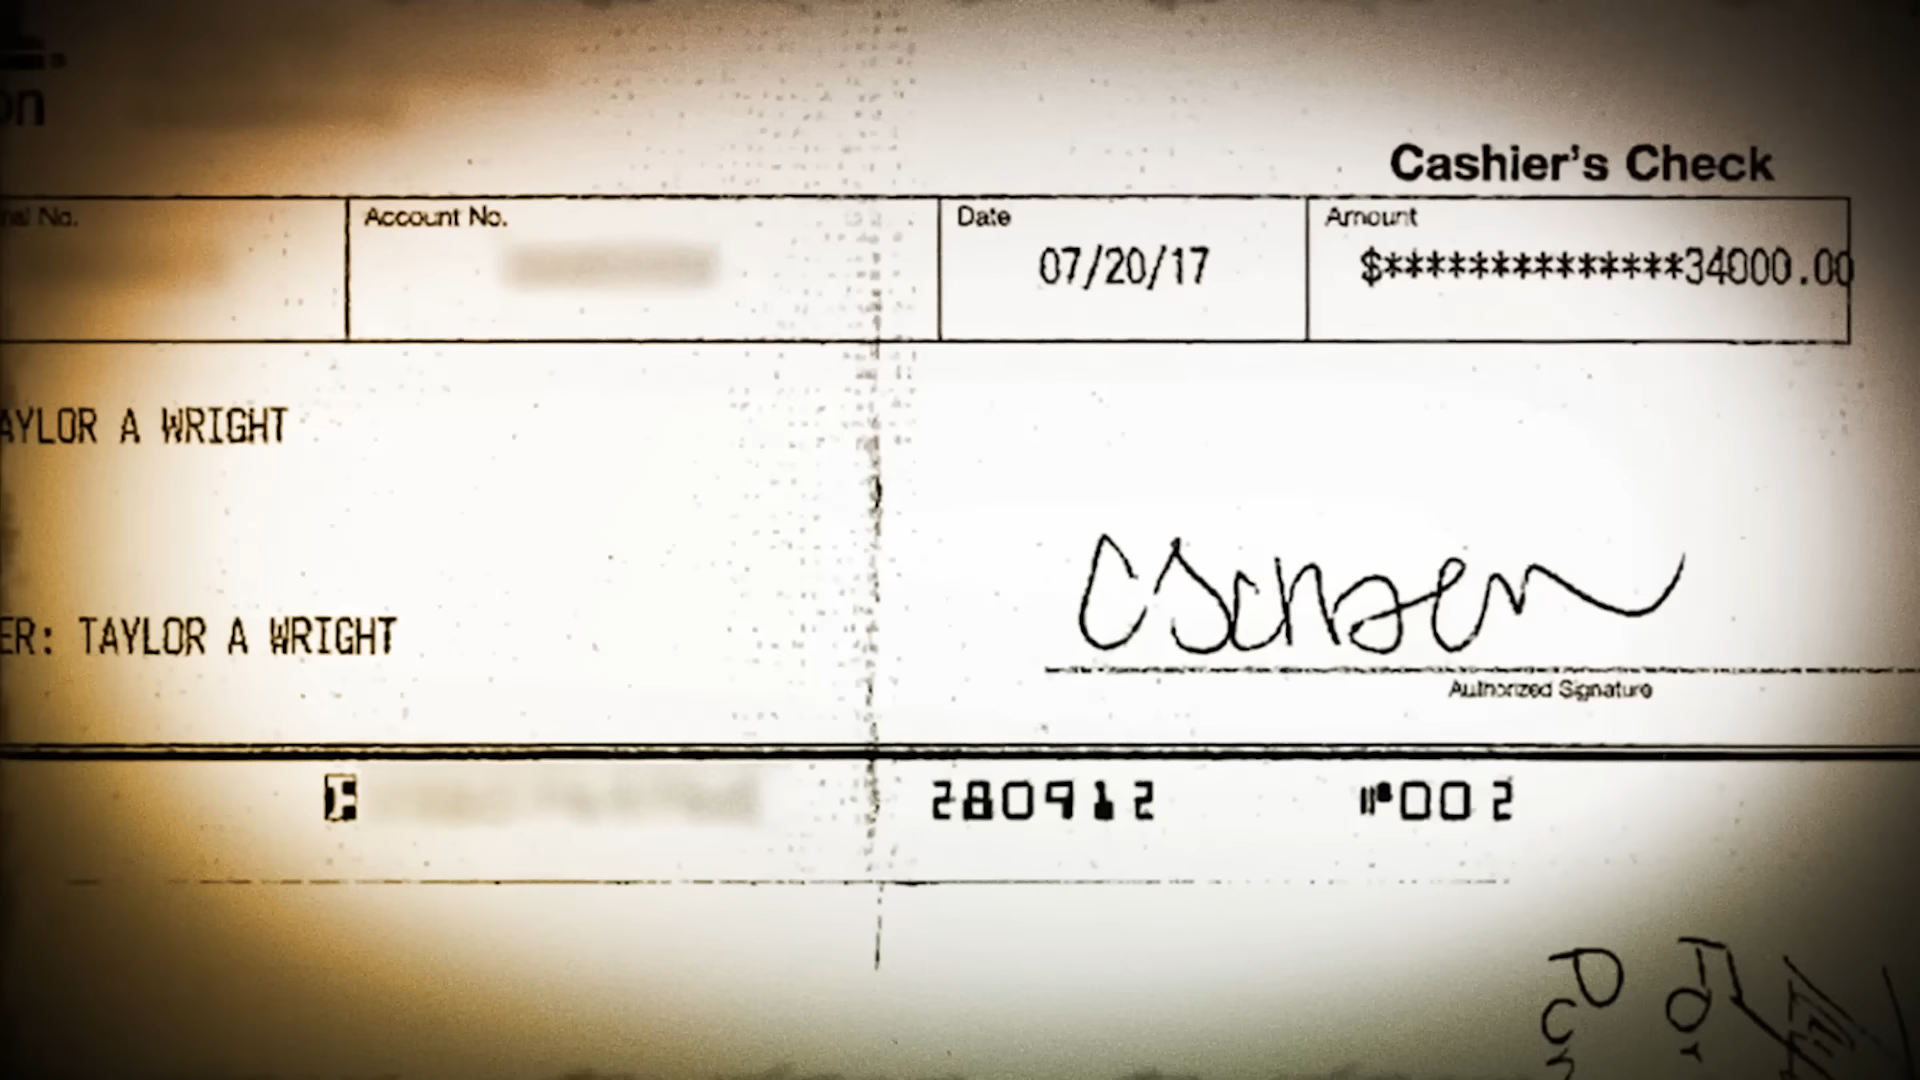 on
Cashier's Check
Account No.
Date
Amount
07/20/17
$**************34000.00
AYLOR A WRIGHT
ER: TAYLOR A WRIGHT
Authorized Signature
280912
002
For